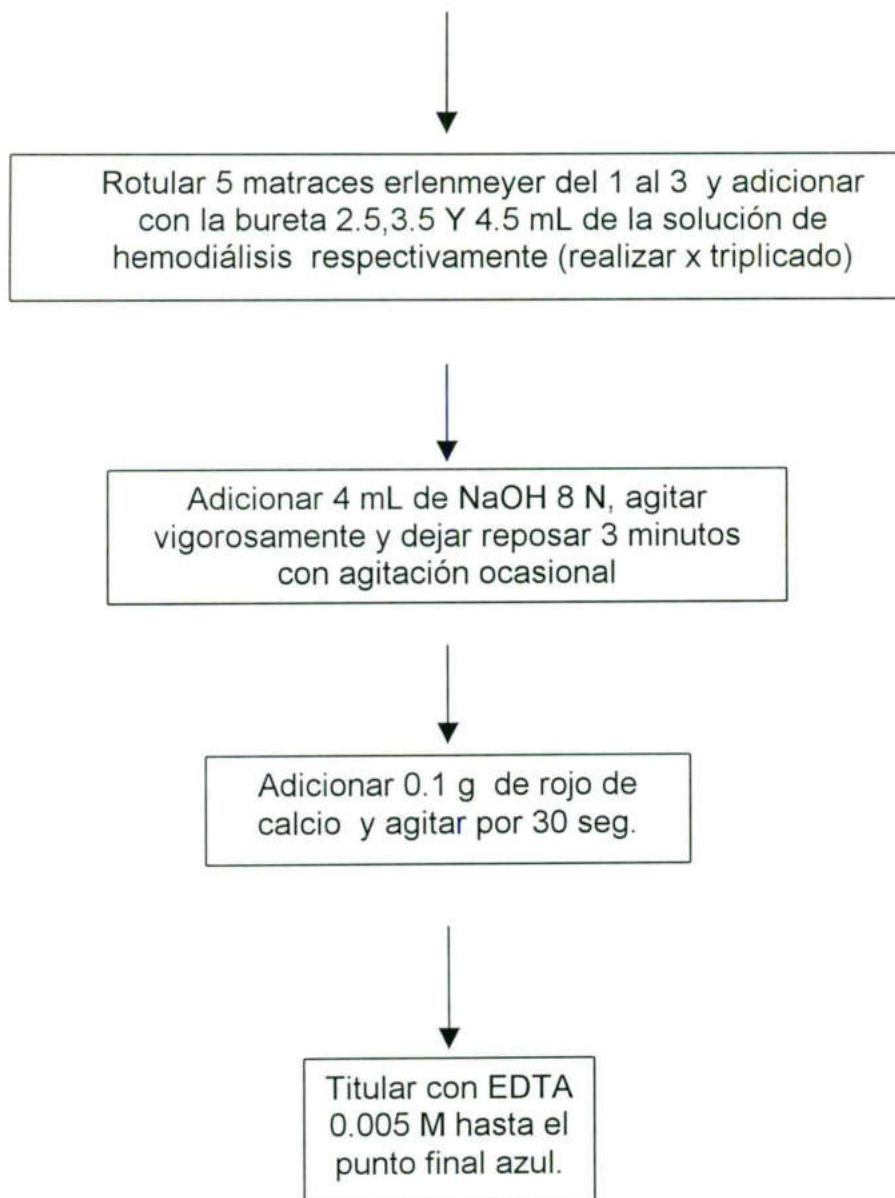 Rotular 5 matraces erlenmeyer del 1 al 3 y adicionar
con la bureta 2.5,3.5 Y 4.5 mL de la solución de
hemodiálisis respectivamente (realizar x triplicado)
Adicionar 4 mL de NaOH 8 N, agitar
vigorosamente y dejar reposar 3 minutos
con agitación ocasional
Adicionar 0.1 g de rojo de
calcio y agitar por 30 seg.
Titular con EDTA
0.005 M hasta el
punto final azul.